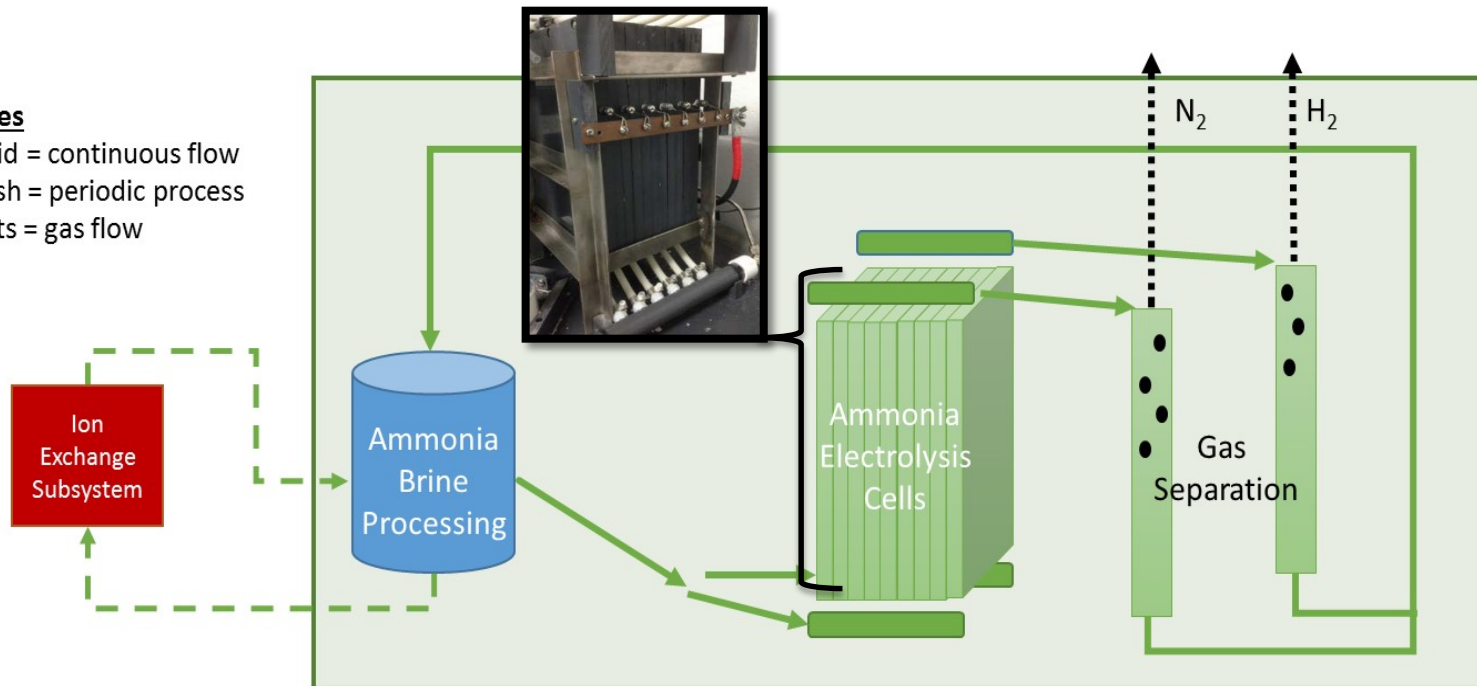 es
id = continuous flow
sh = periodic process
ts = gas flow
N₂
H₂
Ion
Exchange
Subsystem
Ammonia
Brine
Processing
Ammonia
Electrolysis
Cells
Gas
Separation